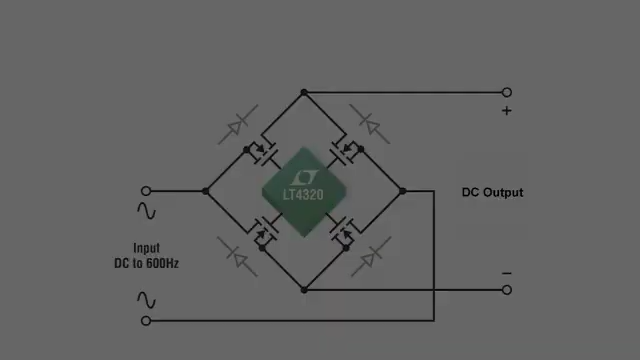 +
LT4320
DC Output
Input
DC to 600Hz
−